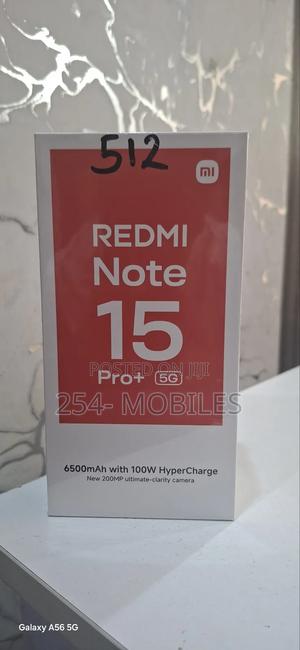 512
mi
REDMI
Note
15
POSTED ON JIJI
Pro+ 5G
254- MOBILES
6500mAh with 100W HyperCharge
New 200MP ultimate-clarity camera
Galaxy A56 5G